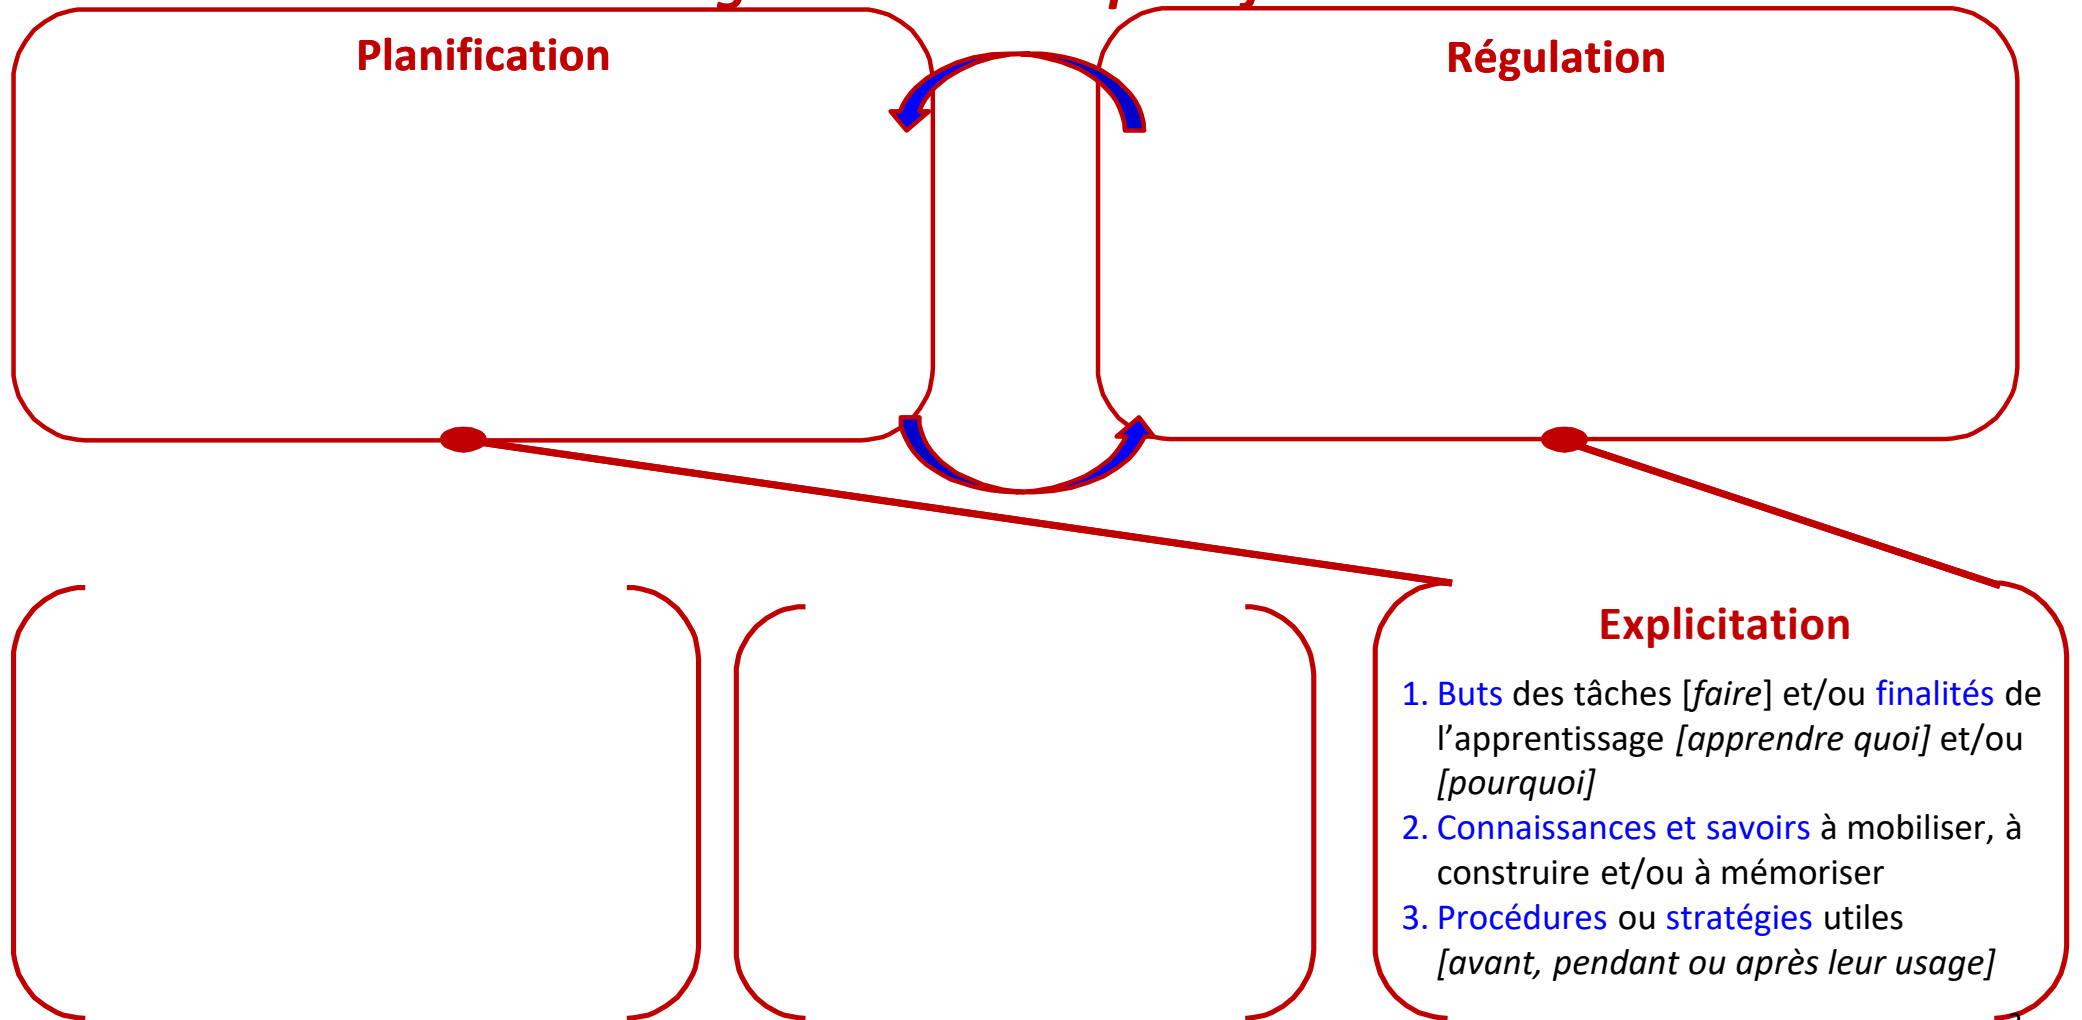 Planification
Régulation
Explicitation
1. Buts des tâches [faire] et/ou finalités de
l’apprentissage [apprendre quoi] et/ou
[pourquoi]
2. Connaissances et savoirs à mobiliser, à
construire et/ou à mémoriser
3. Procédures ou stratégies utiles
[avant, pendant ou après leur usage]